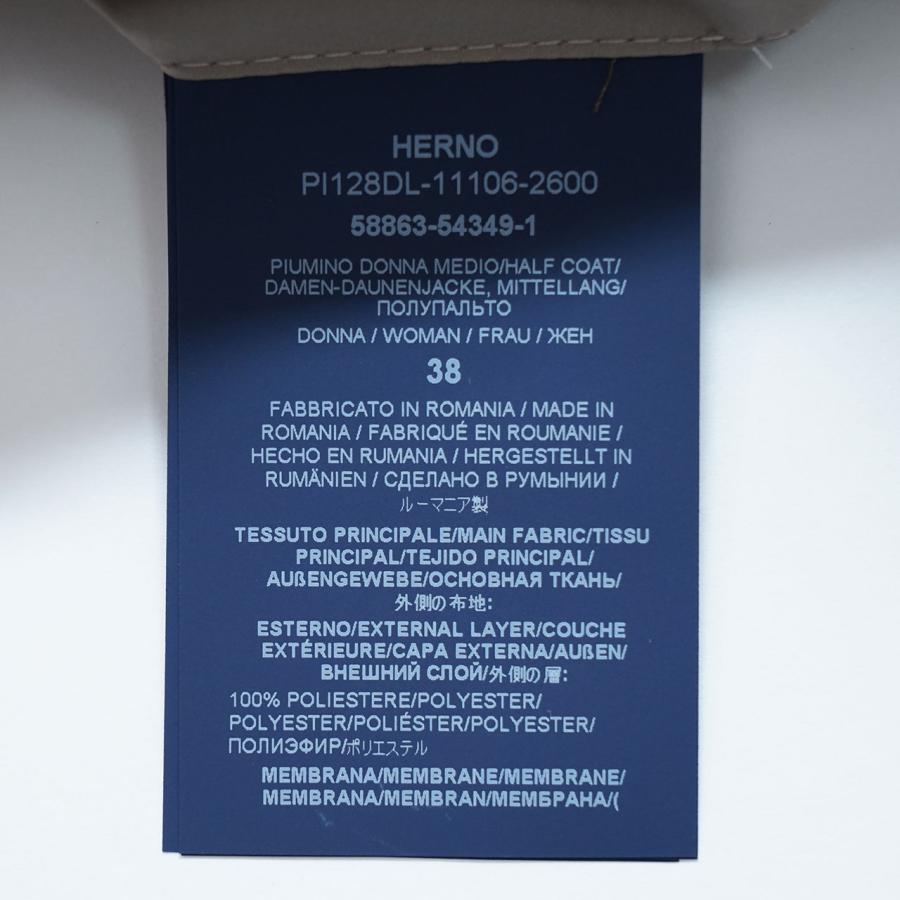 HERNO
PI128DL-11106-2600
58863-54349-1
PIUMINO DONNA MEDIO/HALF COAT/
DAMEN-DAUNENJACKE, MITTELLANG/
ПОЛУПАЛЬТО
DONNA / WOMAN / FRAU / ЖЕН
38
FABBRICATO IN ROMANIA / MADE IN
ROMANIA / FABRIQUÉ EN ROUMANIE /
HECHO EN RUMANIA / HERGESTELLT IN
RUMÄNIEN / СДЕЛАНО В РУМЫНИИ /
ルーマニア製
TESSUTO PRINCIPALE/MAIN FABRIC/TISSU
PRINCIPAL/TEJIDO PRINCIPAL/
AUßENGEWEBE/ОСНОВНАЯ ТКАНЬ/
外側の布地:
ESTERNO/EXTERNAL LAYER/COUCHE
EXTÉRIEURE/CAPA EXTERNA/AUßEN/
ВНЕШНИЙ СЛОЙ/外側の層:
100% POLIESTERE/POLYESTER/
POLYESTER/POLIÉSTER/POLYESTER/
ПОЛИЭФИР/ポリエステル
MEMBRANA/MEMBRANE/MEMBRANE/
MEMBRANA/MEMBRAN/МЕМБРАНА/(